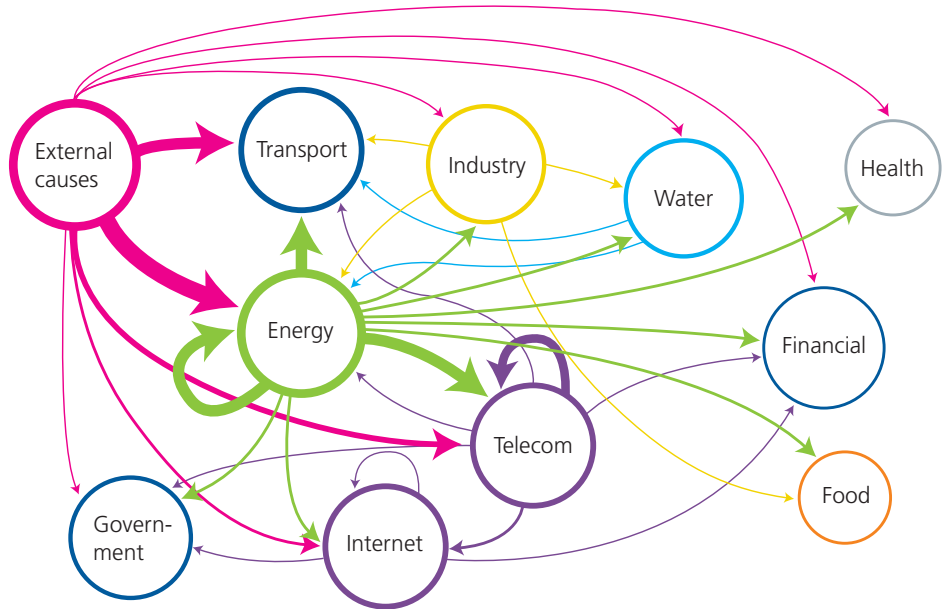 External
causes
Transport
Industry
Water
Health
Energy
Financial
Telecom
Food
Govern-
ment
Internet